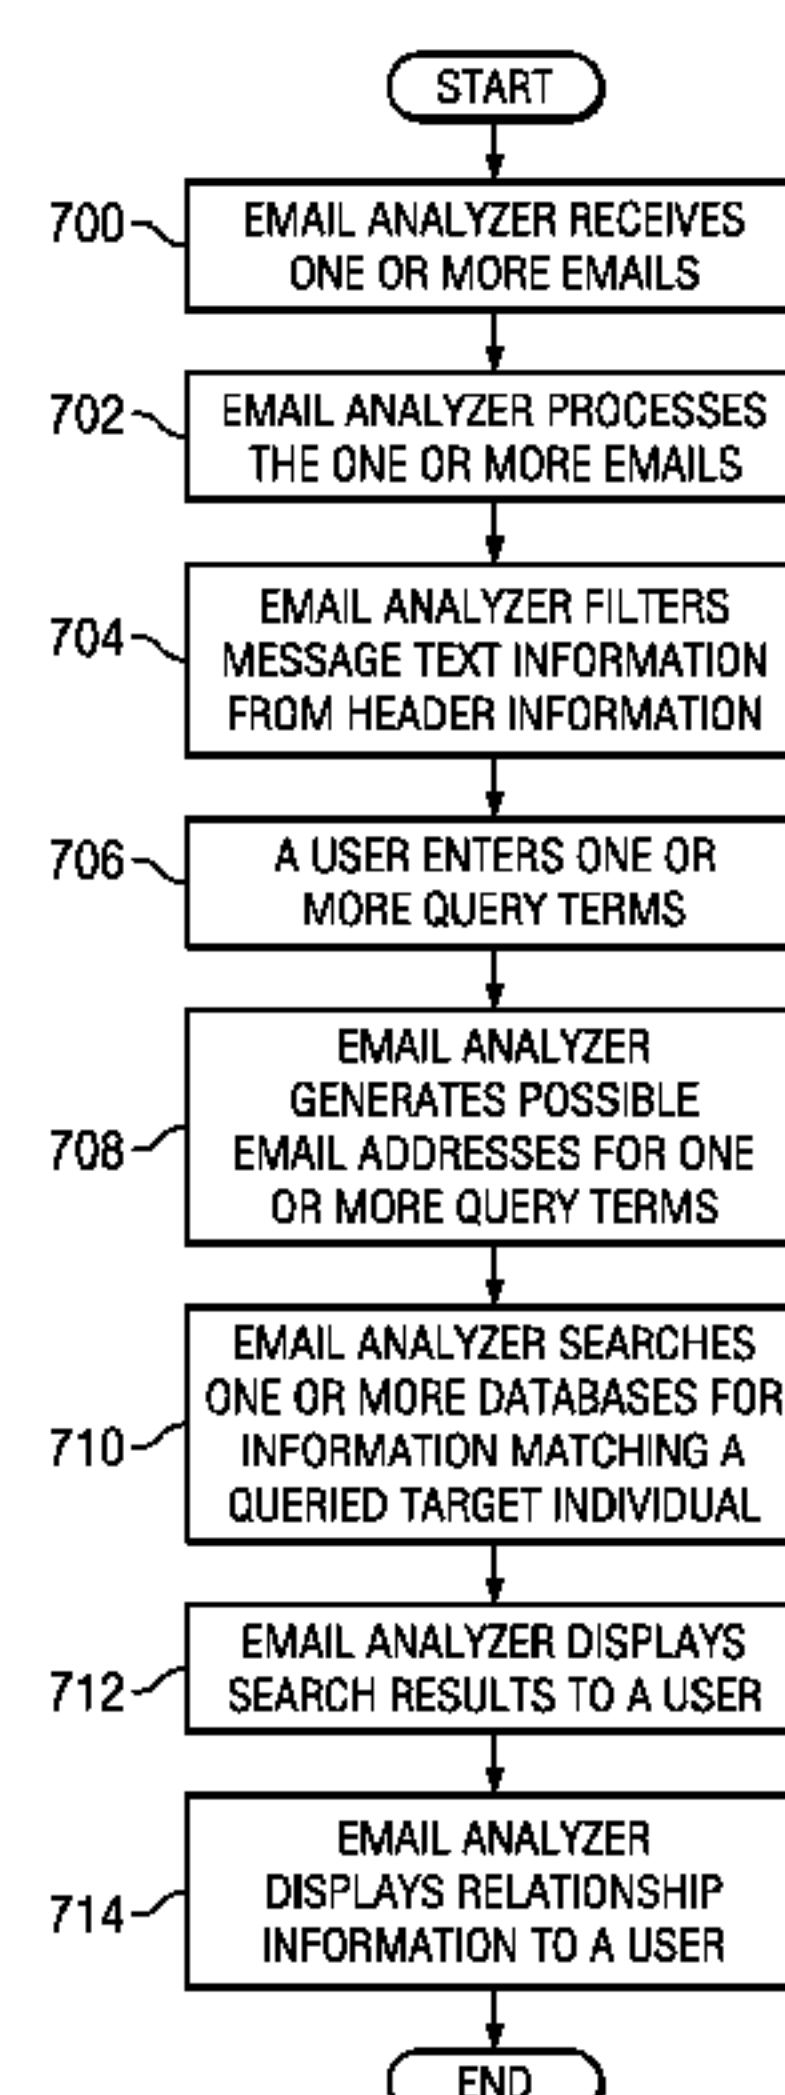 START
700
EMAIL ANALYZER RECEIVES
ONE OR MORE EMAILS
702
EMAIL ANALYZER PROCESSES
THE ONE OR MORE EMAILS
704
EMAIL ANALYZER FILTERS
MESSAGE TEXT INFORMATION
FROM HEADER INFORMATION
706
A USER ENTERS ONE OR
MORE QUERY TERMS
708
EMAIL ANALYZER
GENERATES POSSIBLE
EMAIL ADDRESSES FOR ONE
OR MORE QUERY TERMS
710
EMAIL ANALYZER SEARCHES
ONE OR MORE DATABASES FOR
INFORMATION MATCHING A
QUERIED TARGET INDIVIDUAL
712
EMAIL ANALYZER DISPLAYS
SEARCH RESULTS TO A USER
714
EMAIL ANALYZER
DISPLAYS RELATIONSHIP
INFORMATION TO A USER
END